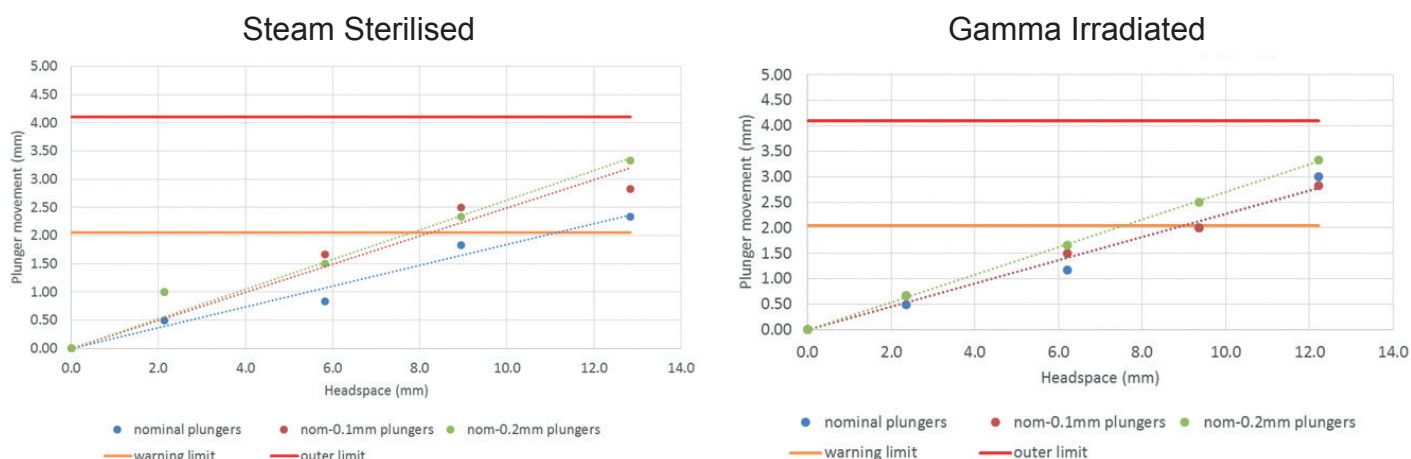 Steam Sterilised
Plunger movement (mm)
5.00
4.50
4.00
3.50
3.00
2.50
2.00
1.50
1.00
0.50
0.00
0.0 2.0 4.0 6.0 8.0 10.0 12.0 14.0
Headspace (mm)
nominal plungers nom-0.1mm plungers nom-0.2mm plungers
warning limit outer limit
Gamma Irradiated
Plunger movement (mm)
5.00
4.50
4.00
3.50
3.00
2.50
2.00
1.50
1.00
0.50
0.00
0.0 2.0 4.0 6.0 8.0 10.0 12.0 14.0
Headspace (mm)
nominal plungers nom-0.1mm plungers nom-0.2mm plungers
warning limit outer limit